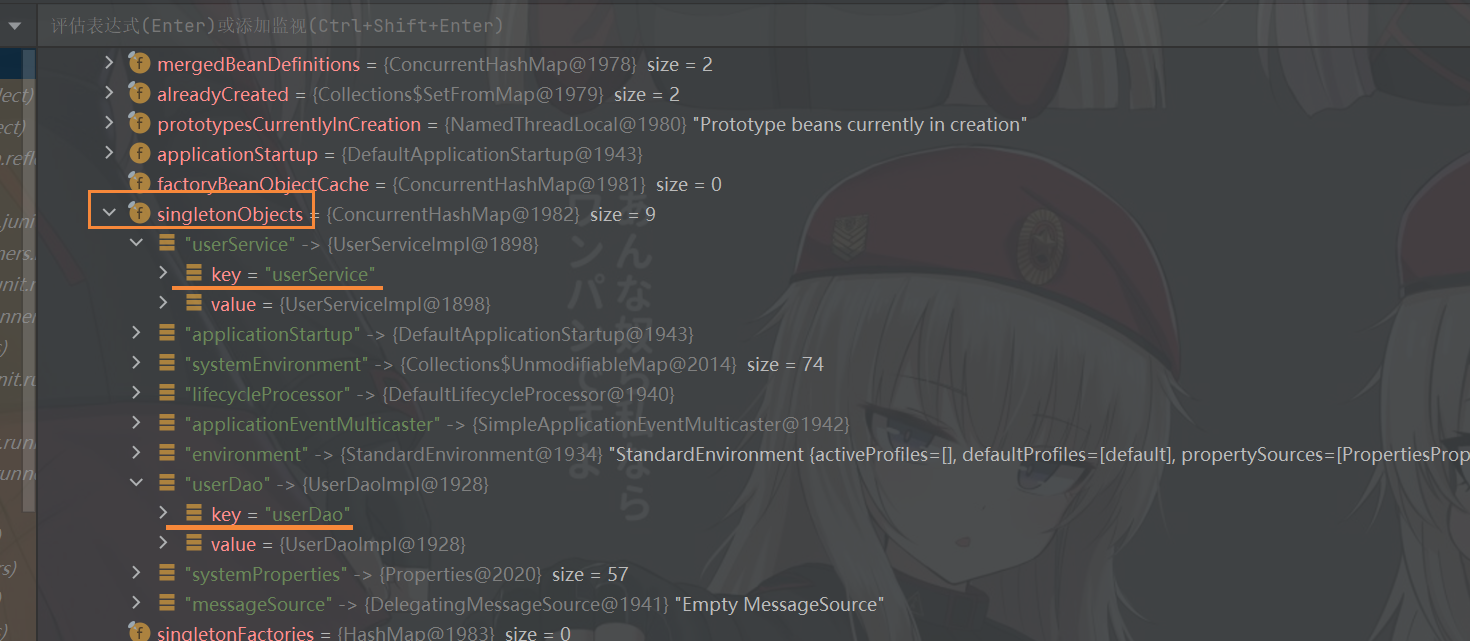 评估表达式(Enter)或添加监视(Ctrl+Shift+Enter)
mergedBeanDefinitions = {ConcurrentHashMap@1978} size = 2
alreadyCreated = {Collections$SetFromMap@1979} size = 2
prototypesCurrentlyInCreation = {NamedThreadLocal@1980} "Prototype beans currently in creation"
applicationStartup = {DefaultApplicationStartup@1943}
factoryBeanObjectCache = {ConcurrentHashMap@1981} size = 0
singletonObjects = {ConcurrentHashMap@1982} size = 9
"userService" -> {UserServiceImpl@1898}
key = "userService"
value = {UserServiceImpl@1898}
"applicationStartup" -> {DefaultApplicationStartup@1943}
"systemEnvironment" -> {Collections$UnmodifiableMap@2014} size = 74
"lifecycleProcessor" -> {DefaultLifecycleProcessor@1940}
"applicationEventMulticaster" -> {SimpleApplicationEventMulticaster@1942}
"environment" -> {StandardEnvironment@1934} "StandardEnvironment {activeProfiles=[], defaultProfiles=[default], propertySources=[PropertiesProp
"userDao" -> {UserDaoImpl@1928}
key = "userDao"
value = {UserDaoImpl@1928}
"systemProperties" -> {Properties@2020} size = 57
"messageSource" -> {DelegatingMessageSource@1941} "Empty MessageSource"
singletonFactories = {HashMap@1983} size = 0